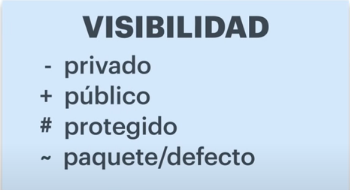 VISIBILIDAD
- privado
+ público
# protegido
~ paquete/defecto